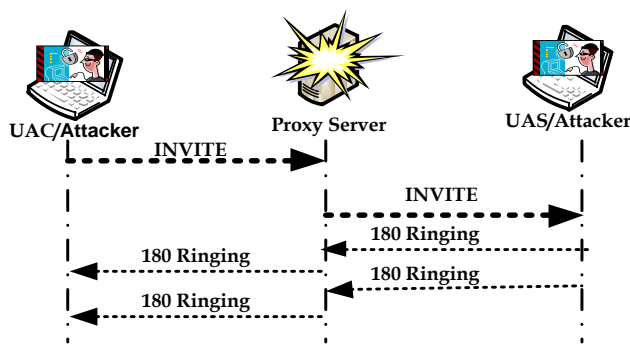 UAC/Attacker
Proxy Server
UAS/Attacker
INVITE
INVITE
180 Ringing
180 Ringing
180 Ringing
180 Ringing